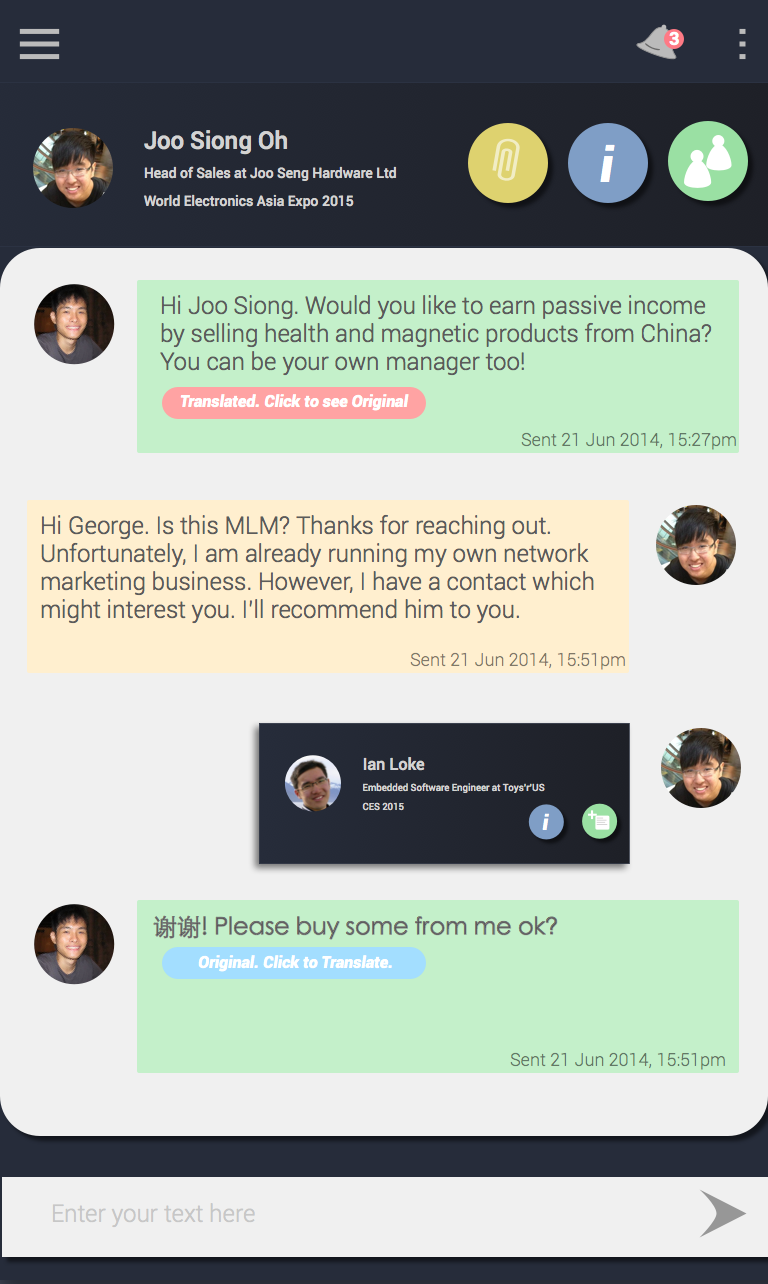 3
Joo Siong Oh
Head of Sales at Joo Seng Hardware Ltd
World Electronics Asia Expo 2015
i
Hi Joo Siong. Would you like to earn passive income
by selling health and magnetic products from China?
You can be your own manager too!
Translated. Click to see Original
Sent 21 Jun 2014, 15:27pm
Hi George. Is this MLM? Thanks for reaching out.
Unfortunately, I am already running my own network
marketing business. However, I have a contact which
might interest you. I'll recommend him to you.
Sent 21 Jun 2014, 15:51pm
Ian Loke
Embedded Software Engineer at Toys'r'US
CES 2015
i
谢谢! Please buy some from me ok?
Original. Click to Translate.
Sent 21 Jun 2014, 15:51pm
Enter your text here